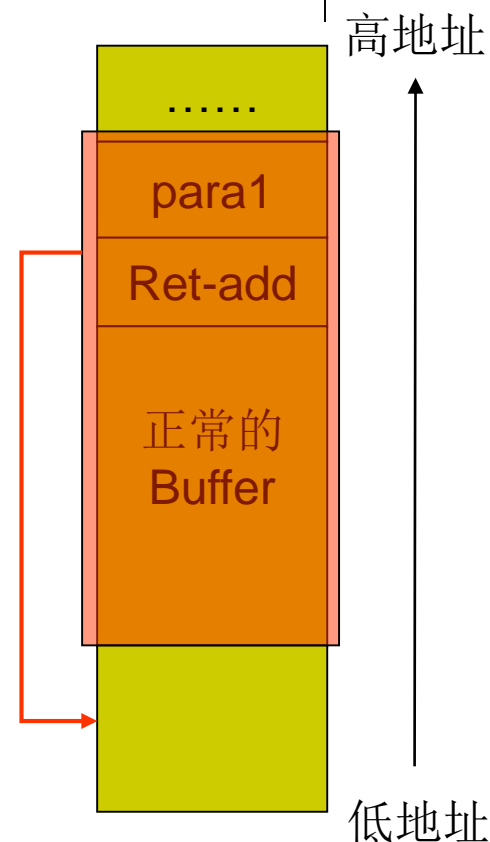 高地址
……
para1
Ret-add
正常的
Buffer
低地址